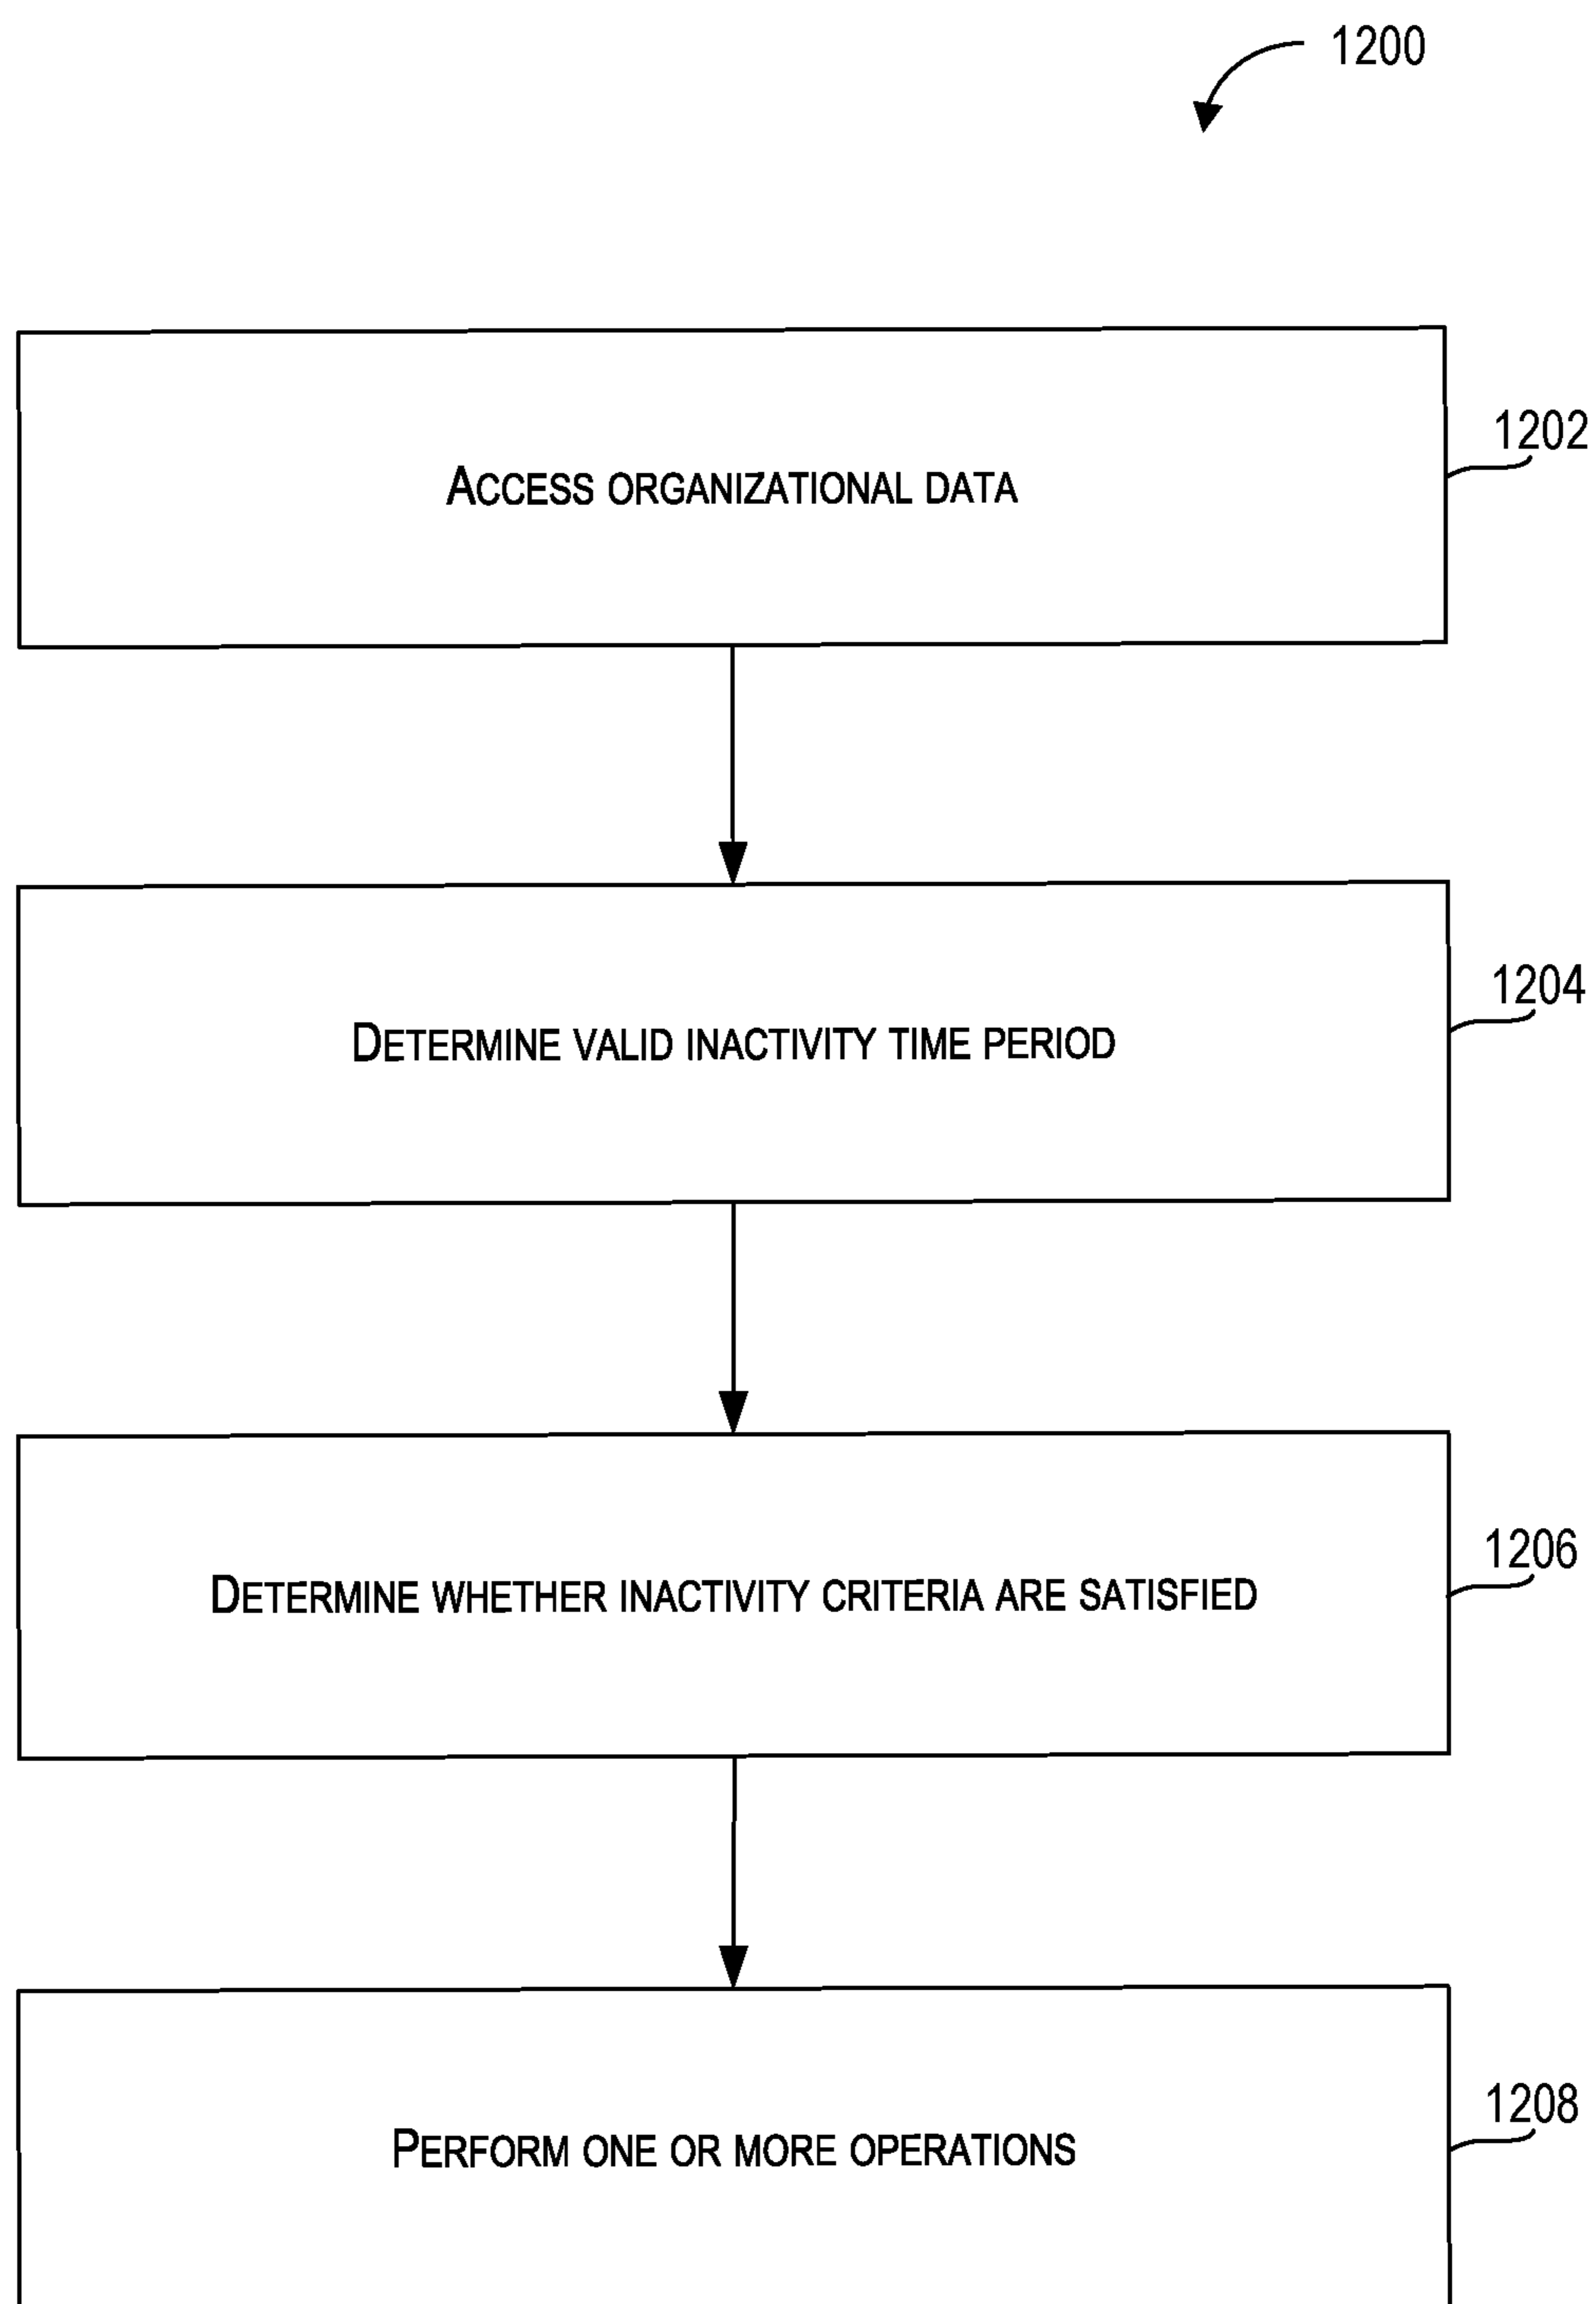 1200
1202
ACCESS ORGANIZATIONAL DATA
1204
DETERMINE VALID INACTIVITY TIME PERIOD
1206
DETERMINE WHETHER INACTIVITY CRITERIA ARE SATISFIED
1208
PERFORM ONE OR MORE OPERATIONS